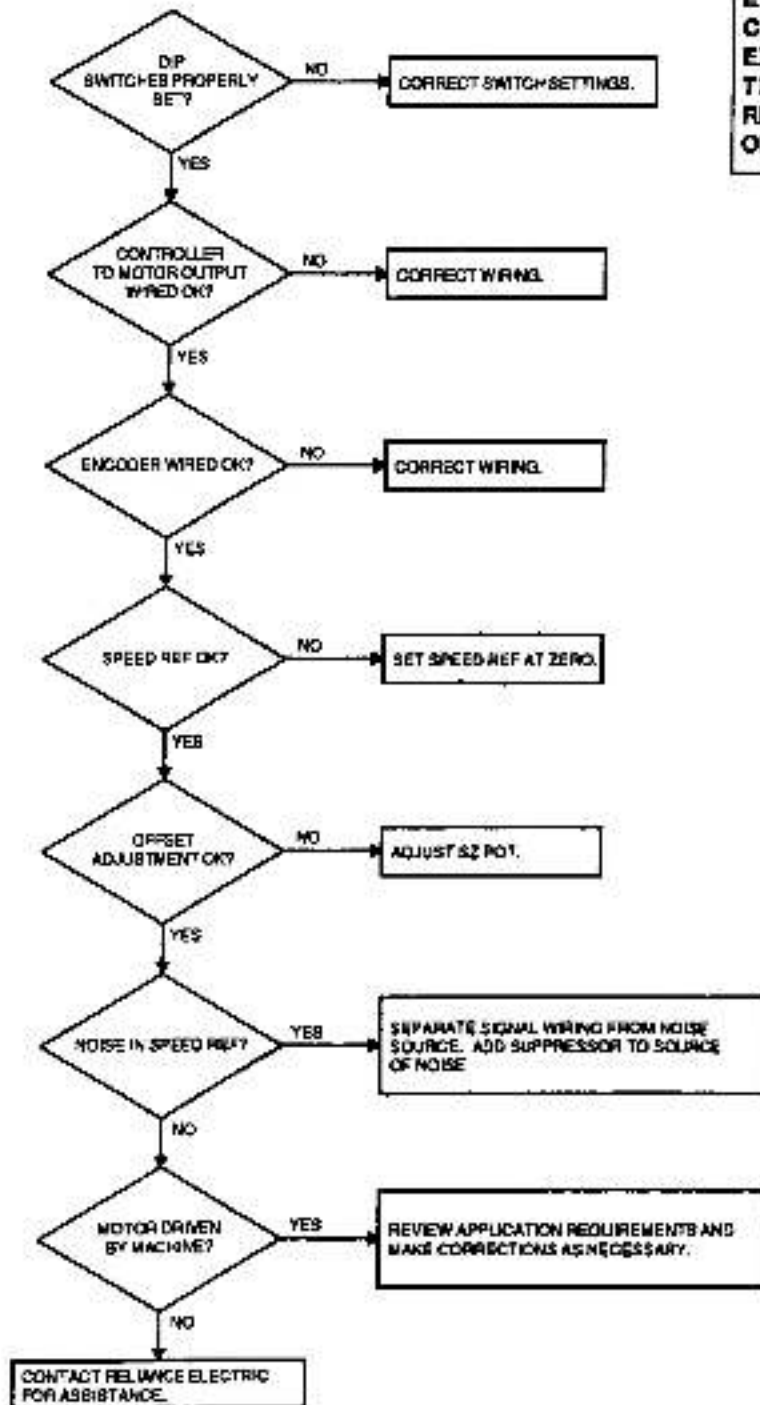 DIP
SWITCHES PROPERLY
SET?
NO
CORRECT SWITCH SETTINGS.
YES
CONTROLLER
TO MOTOR OUTPUT
WIRED OK?
NO
CORRECT WIRING.
YES
ENCODER WIRED OK?
NO
CORRECT WIRING.
YES
SPEED REF OK?
NO
SET SPEED REF AT ZERO.
YES
OFFSET
ADJUSTMENT OK?
NO
ADJUST SZ POT.
YES
NOISE IN SPEED REF?
YES
SEPARATE SIGNAL WIRING FROM NOISE
SOURCE. ADD SUPPRESSOR TO SOURCE
OF NOISE
NO
MOTOR DRIVEN
BY MACHINE?
YES
REVIEW APPLICATION REQUIREMENTS AND
MAKE CORRECTIONS AS NECESSARY.
NO
CONTACT RELIANCE ELECTRIC
FOR ASSISTANCE.